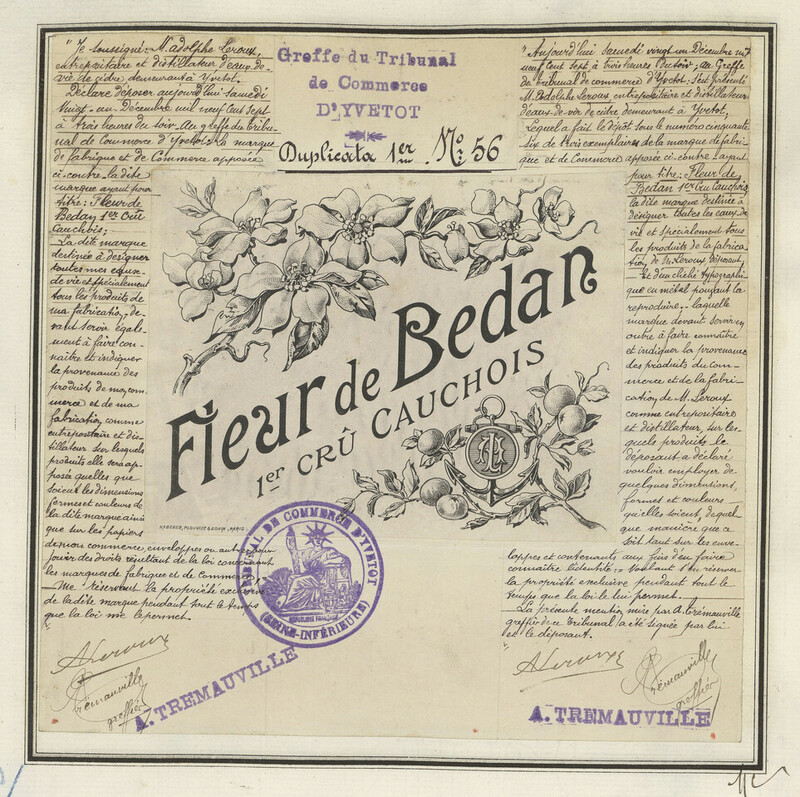 "Je soussigné, M. Adolphe Leroux,
entrepositaire et distillateur d'eaux-de-
vie de cidre demeurant à Yvetot.
Déclare déposer aujourd'hui Samedi
Vingt-un Décembre mil neuf Cent Sept
à trois heures du soir. Au greffe du Tribu-
nal de Commerce d'Yvetot. la marque
de fabrique et de Commerce apposée
ci-contre la dite
marque ayant pour
titre: Fleur de
Bedan 1er Crû
Cauchois;
La dite marque
destinée à désigner
toutes mes eaux-
de-vie et spécialement
tous les produits de
ma fabrication, de-
vant servir égale-
ment à faire con-
naître et indiquer
la provenance des
produits de mon com-
merce et de ma
fabrication comme
entrepositaire et dis-
tillateur sur lesquels
produits elle sera ap-
posée quelles que
soient les dimensions
formes et couleurs de
la dite marque ainsi
que sur les papiers
de mon commerce, enveloppes ou autres pour
jouir des droits résultant de la loi concernant
les marques de fabrique et de Commerce
Me réservant la propriété exclusive
de la dite marque pendant tout le temps
que la loi me le permet.
A Leroux
Trémauville
greffier
A. TREMAUVILLE
Greffe du Tribunal
de Commerce
D'YVETOT
Duplicata 1er No: 56
Fleur de Bedan
1er CRÛ CAUCHOIS
AL
TRIBUNAL DE COMMERCE D'YVETOT
(SEINE-INFÉRIEURE)
"Aujourd'hui Samedi vingt un Décembre mil
neuf Cent Sept à trois heures du soir; au Greffe
du Tribunal de commerce d'Yvetot; s'est présenté
M. Adolphe Leroux entrepositaire et distillateur
d'eaux-de-vie de cidre demeurant à Yvetot,
Lequel a fait le dépôt sous le numéro cinquante
six de trois exemplaires de la marque de fabri-
que et de Commerce apposée ci-contre ayant
pour titre: Fleur de
Bedan 1er Crû Cauchois,
la dite marque destinée à
désigner toutes les eaux de
vie et spécialement tous
les produits de la fabrica-
tion, de M. Leroux déposant,
Et d'un cliché typographi-
que en métal pouvant la
reproduire. laquelle
marque devant servir en
outre à faire connaître
et indiquer la provenance
des produits du com-
merce et de la fabri-
cation, de M. Leroux
comme entrepositaire
et distillateur, sur les-
quels produits le
déposant a déclaré
vouloir employer de
quelques dimensions,
formes et couleurs
qu'elles soient, de quel-
que manière que ce
soit tant sur les enve-
loppes et contenants aux fins d'en faire
connaître l'identité; voulant s'en réserver
la propriété exclusive pendant tout le
temps que la loi le lui permet.
La présente mention mise par A. Trémauville
greffier de ce Tribunal a été signée par lui
et le déposant.
A Leroux
Trémauville
greffier
A. TREMAUVILLE